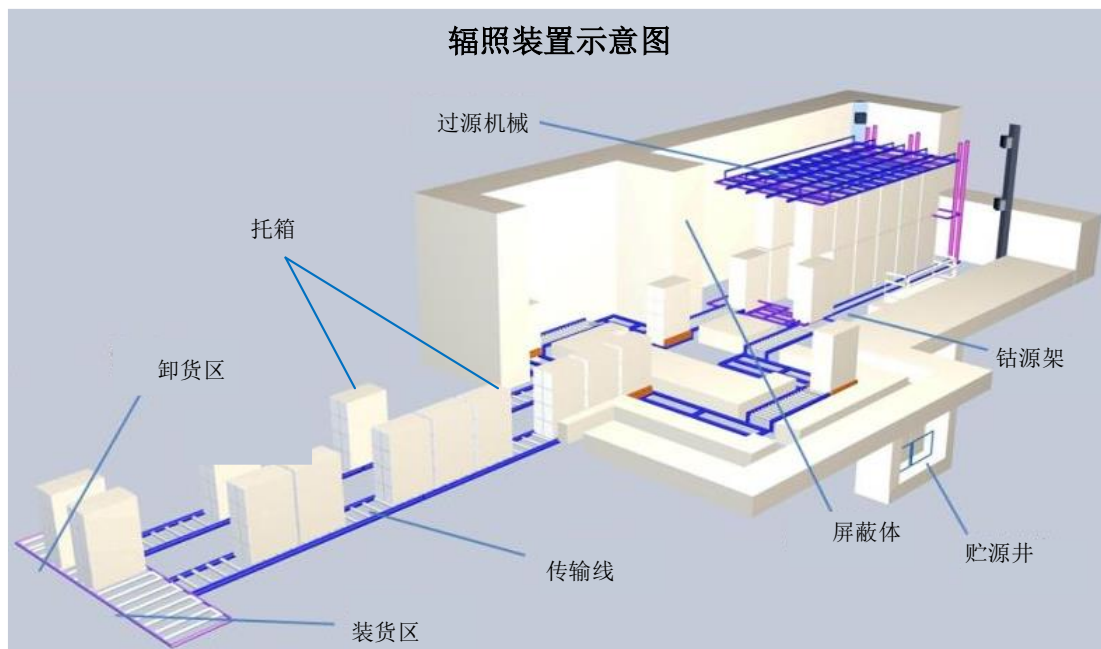 辐照装置示意图
过源机械
托箱
卸货区
钴源架
屏蔽体
贮源井
传输线
装货区